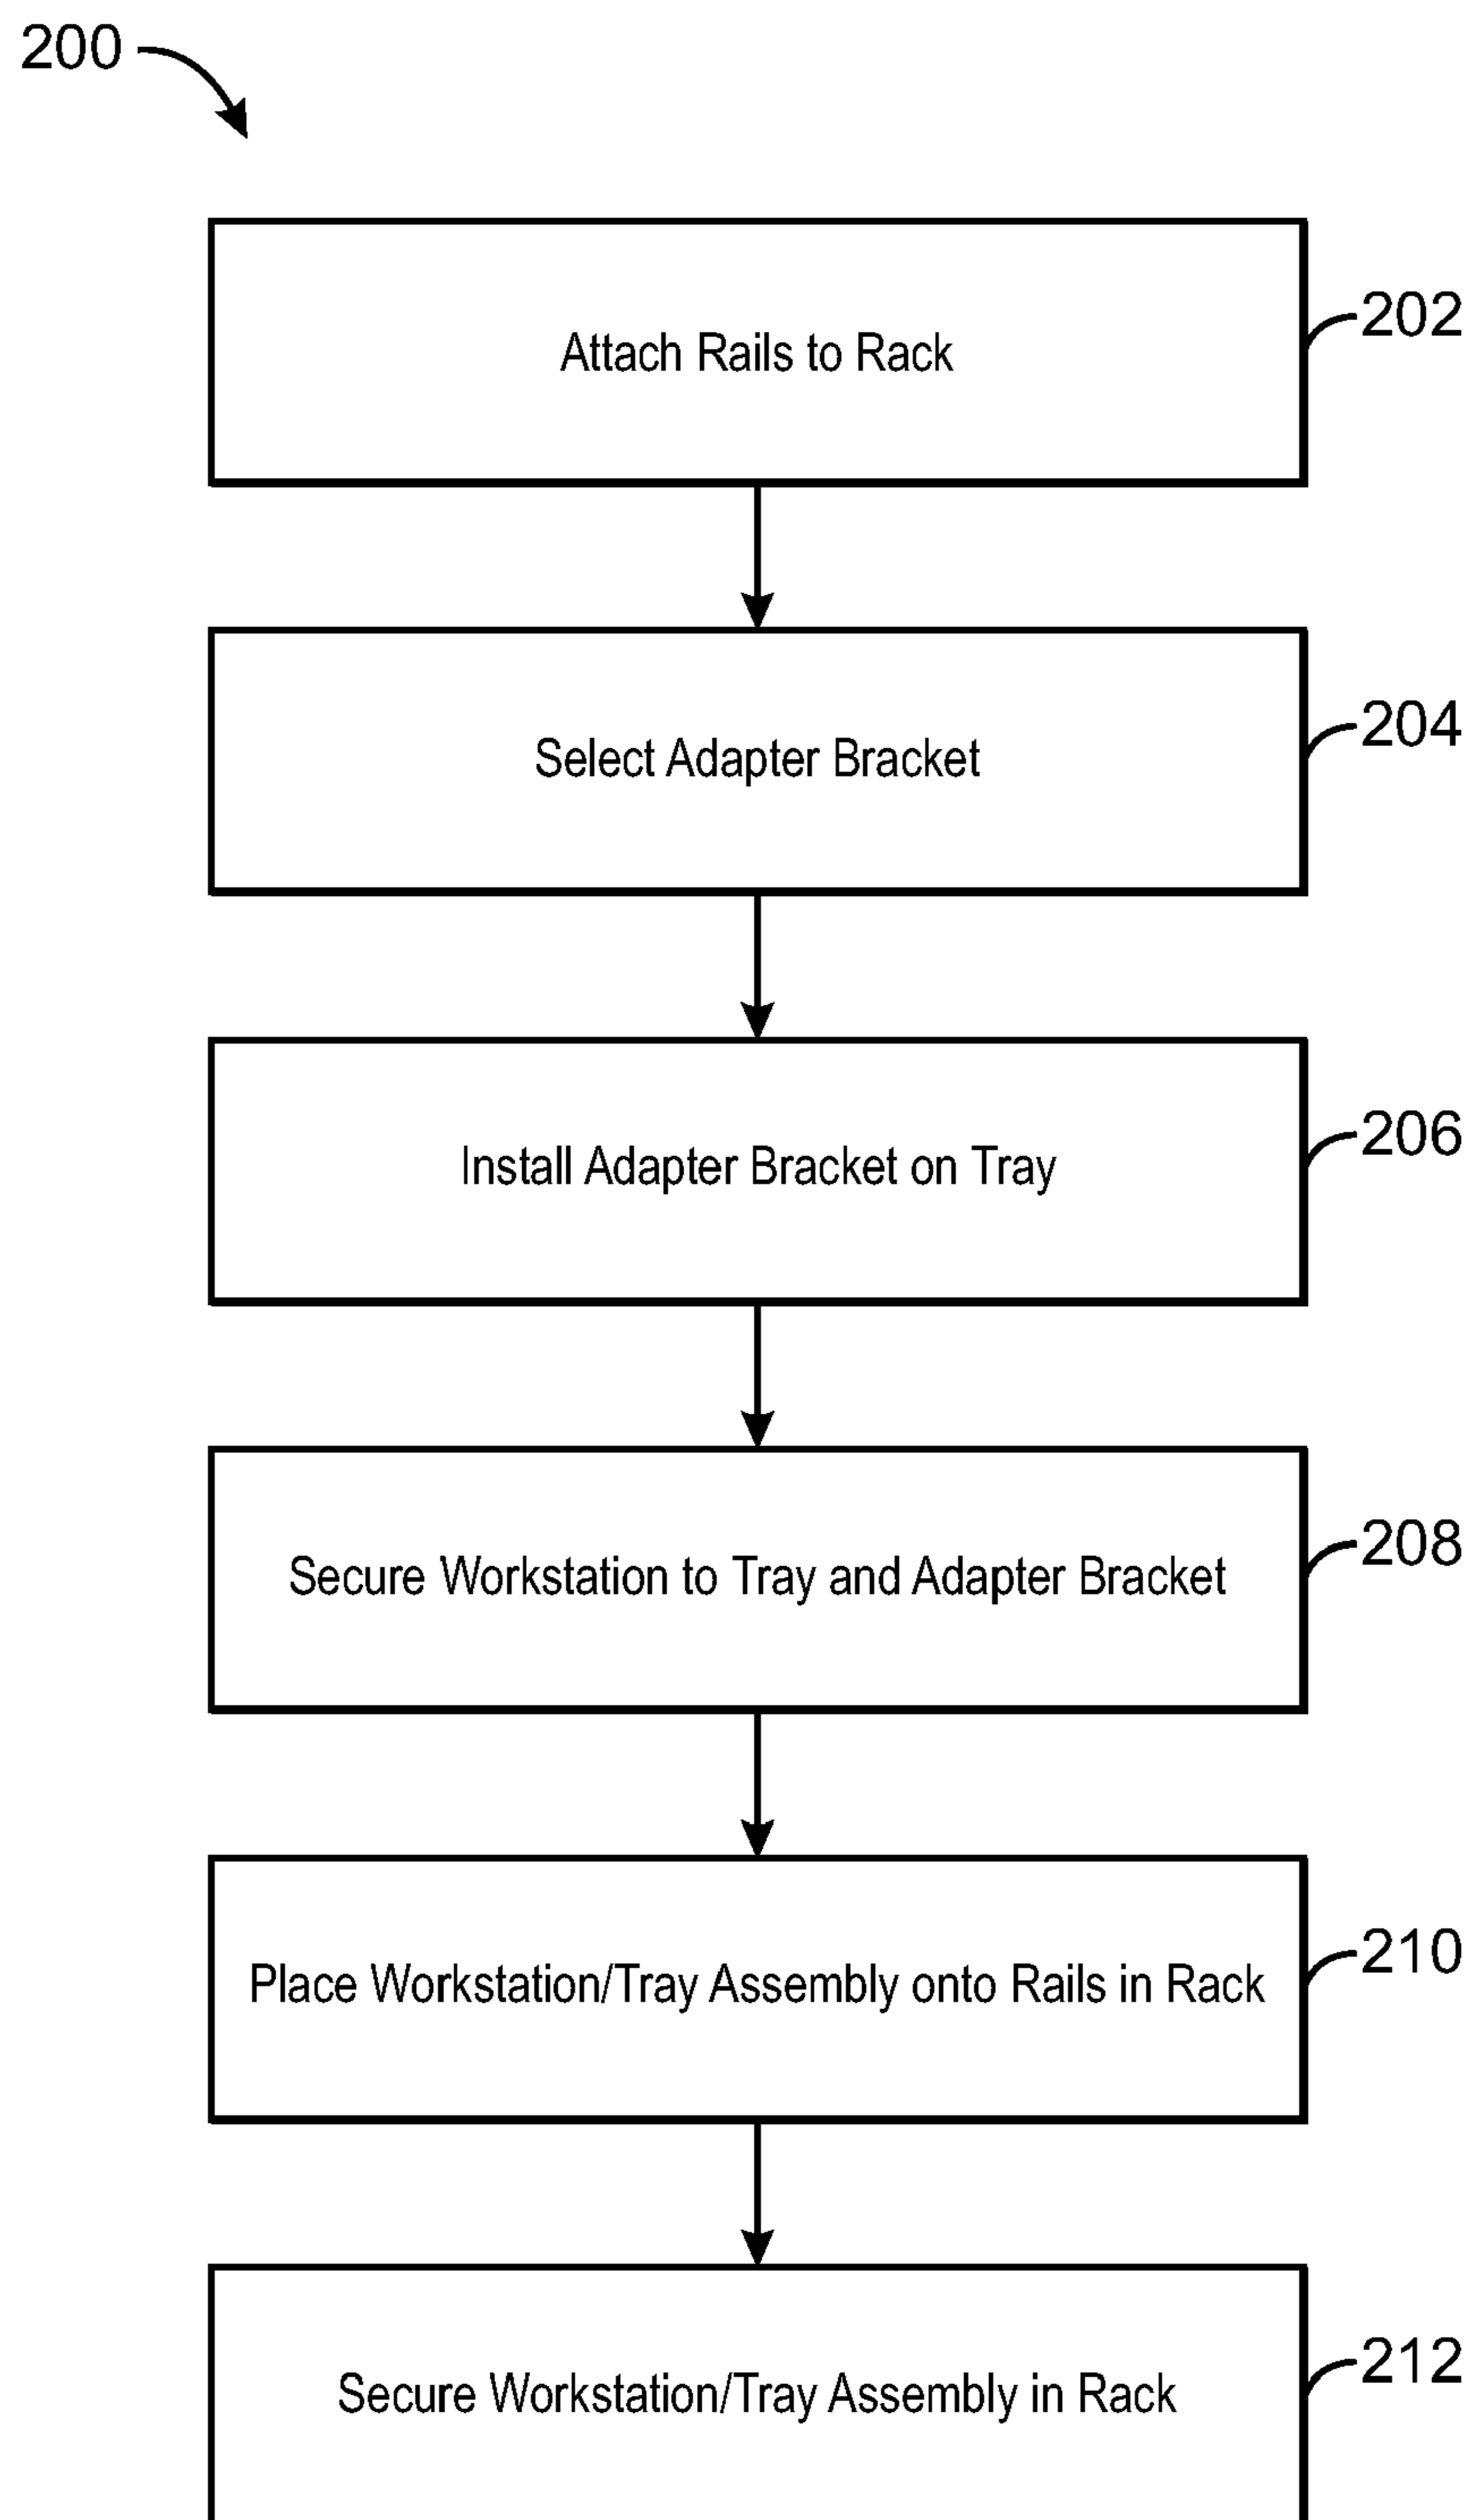 200
Attach Rails to Rack
202
Select Adapter Bracket
204
Install Adapter Bracket on Tray
206
Secure Workstation to Tray and Adapter Bracket
208
Place Workstation/Tray Assembly onto Rails in Rack
210
Secure Workstation/Tray Assembly in Rack
212